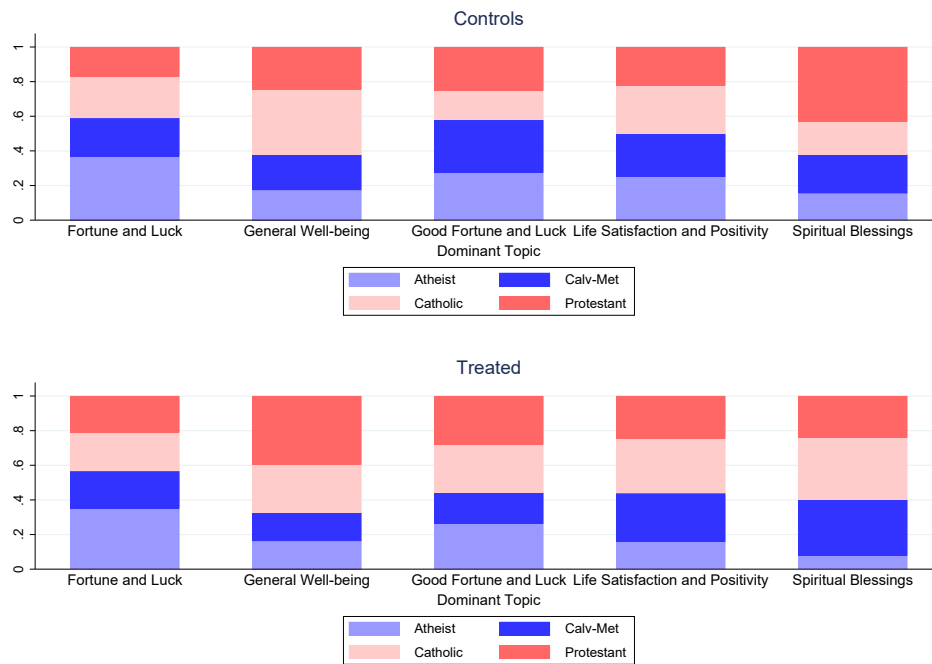 Controls
1
.8
.6
.4
.2
0
Fortune and Luck General Well-being Good Fortune and Luck Life Satisfaction and Positivity Spiritual Blessings
Dominant Topic
Atheist Calv-Met
Catholic Protestant
Treated
1
.8
.6
.4
.2
0
Fortune and Luck General Well-being Good Fortune and Luck Life Satisfaction and Positivity Spiritual Blessings
Dominant Topic
Atheist Calv-Met
Catholic Protestant